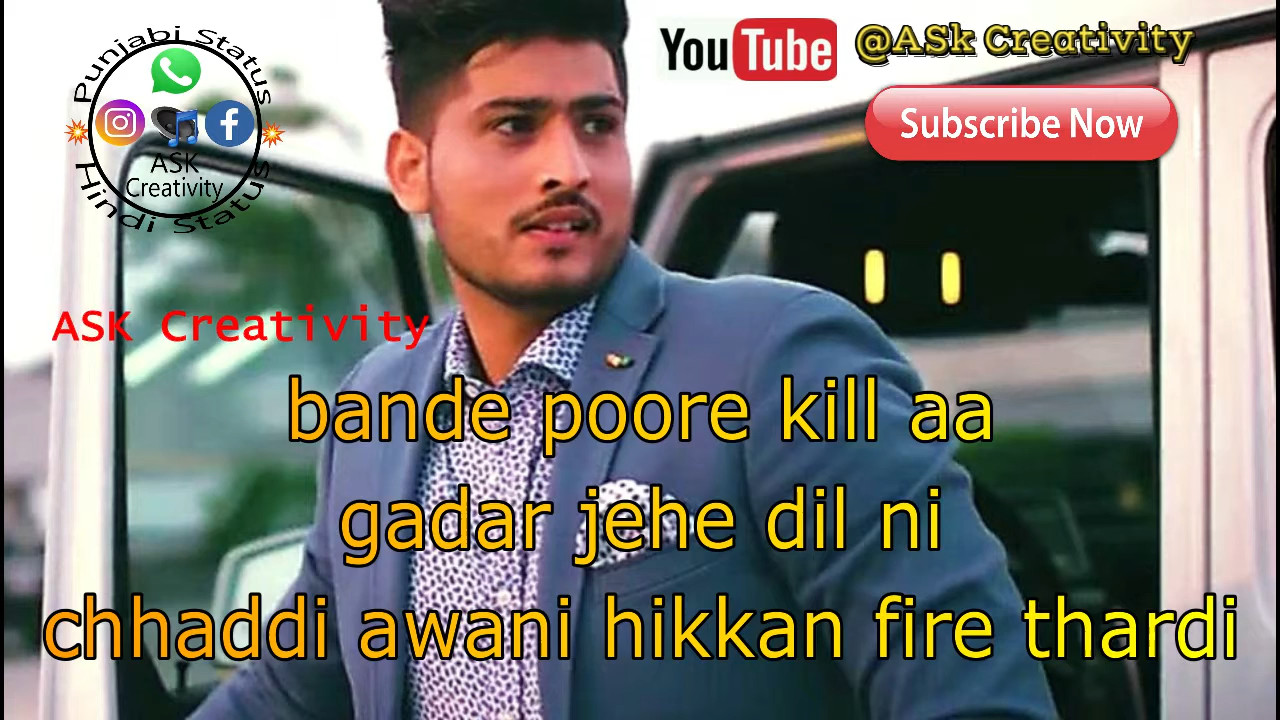 Punjabi Status
ASK
Creativity
Hindi Status
YouTube
@ASk Creativity
Subscribe Now
ASK Creativity
bande poore kill aa
gadar jehe dil ni
chhaddi awani hikkan fire thardi